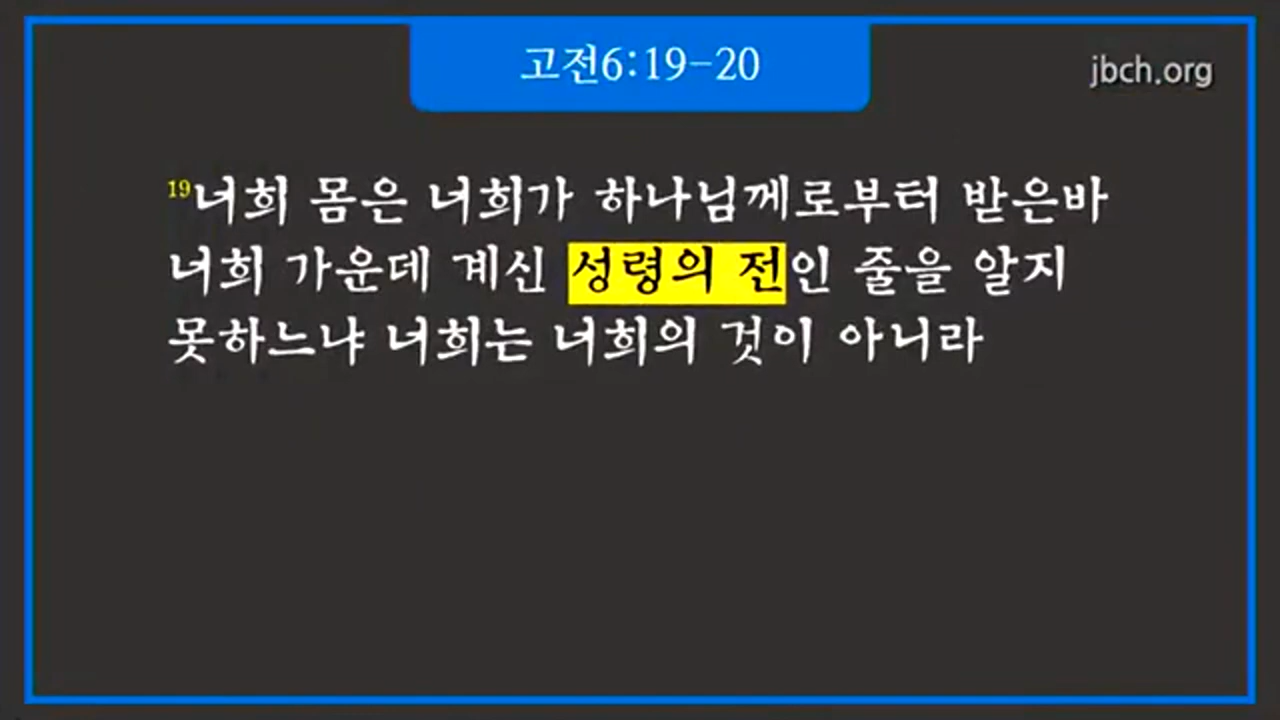 고전6:19-20
jbch.org
19너희 몸은 너희가 하나님께로부터 받은바
너희 가운데 계신 성령의 전인 줄을 알지
못하느냐 너희는 너희의 것이 아니라